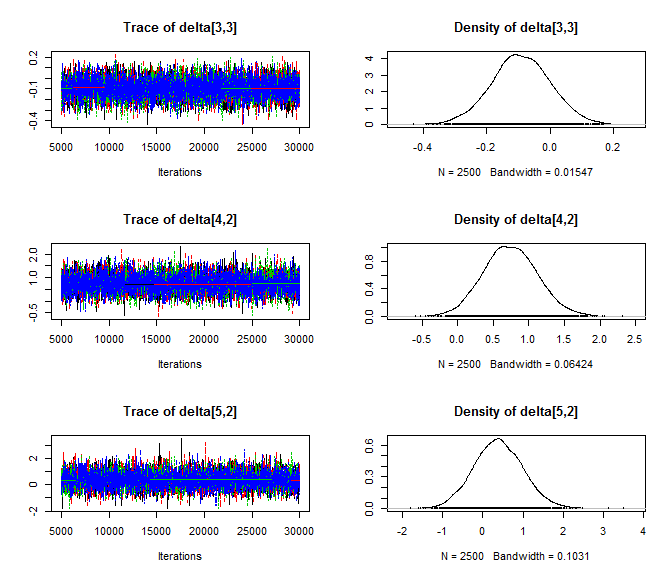 Trace of delta[3,3]
Density of delta[3,3]
0.2
-0.1
-0.4
5000 10000 15000 20000 25000 30000
Iterations
4
3
2
1
0
-0.4 -0.2 0.0 0.2
N = 2500 Bandwidth = 0.01547
Trace of delta[4,2]
Density of delta[4,2]
2.0
1.0
-0.5
5000 10000 15000 20000 25000 30000
Iterations
0.8
0.4
0.0
-0.5 0.0 0.5 1.0 1.5 2.0 2.5
N = 2500 Bandwidth = 0.06424
Trace of delta[5,2]
Density of delta[5,2]
2
0
-2
5000 10000 15000 20000 25000 30000
Iterations
0.6
0.3
0.0
-2 -1 0 1 2 3 4
N = 2500 Bandwidth = 0.1031